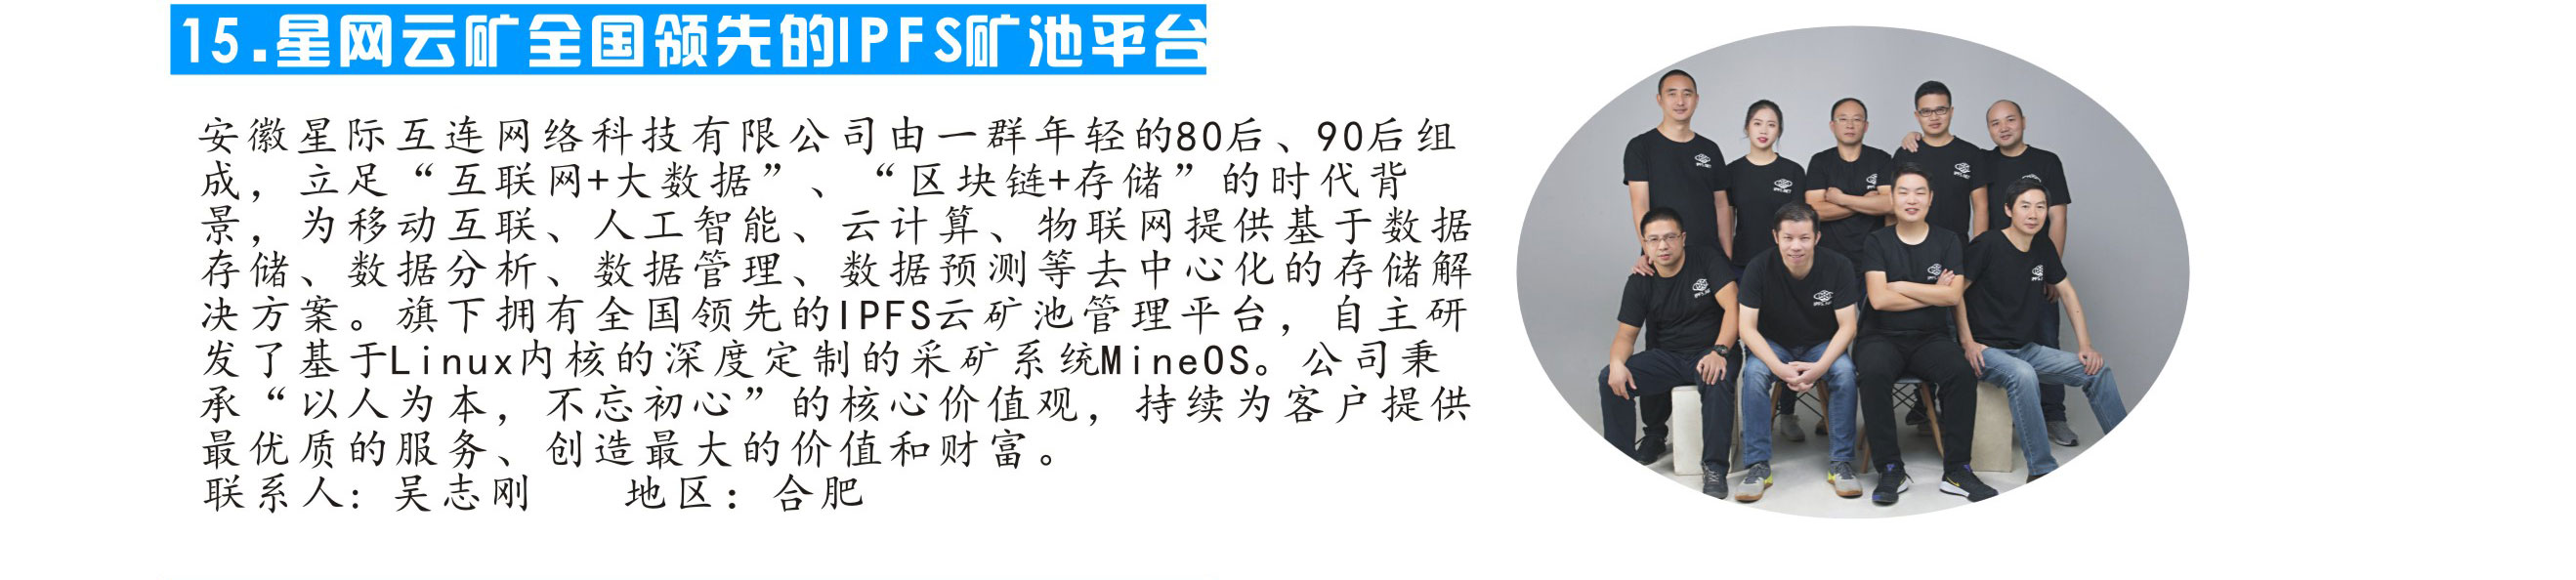 15.星网云矿全国领先的IPFS矿池平台
安徽星际互连网络科技有限公司由一群年轻的80后、90后组
成，立足“互联网+大数据”、“区块链+存储”的时代背
景，为移动互联、人工智能、云计算、物联网提供基于数据
存储、数据分析、数据管理、数据预测等去中心化的存储解
决方案。旗下拥有全国领先的IPFS云矿池管理平台，自主研
发了基于Linux内核的深度定制的采矿系统MineOS。公司秉
承“以人为本，不忘初心”的核心价值观，持续为客户提供
最优质的服务、创造最大的价值和财富。
联系人：吴志刚 地区：合肥